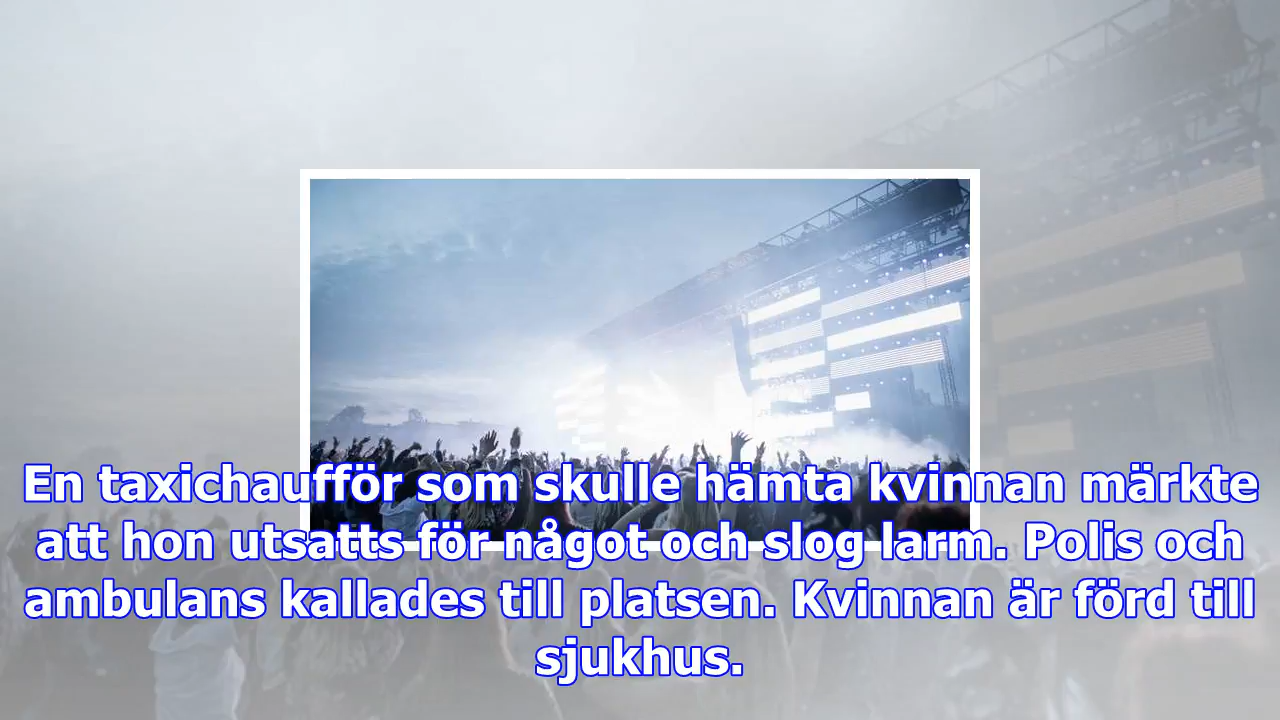 En taxichaufför som skulle hämta kvinnan märkte
att hon utsatts för något och slog larm. Polis och
ambulans kallades till platsen. Kvinnan är förd till
sjukhus.